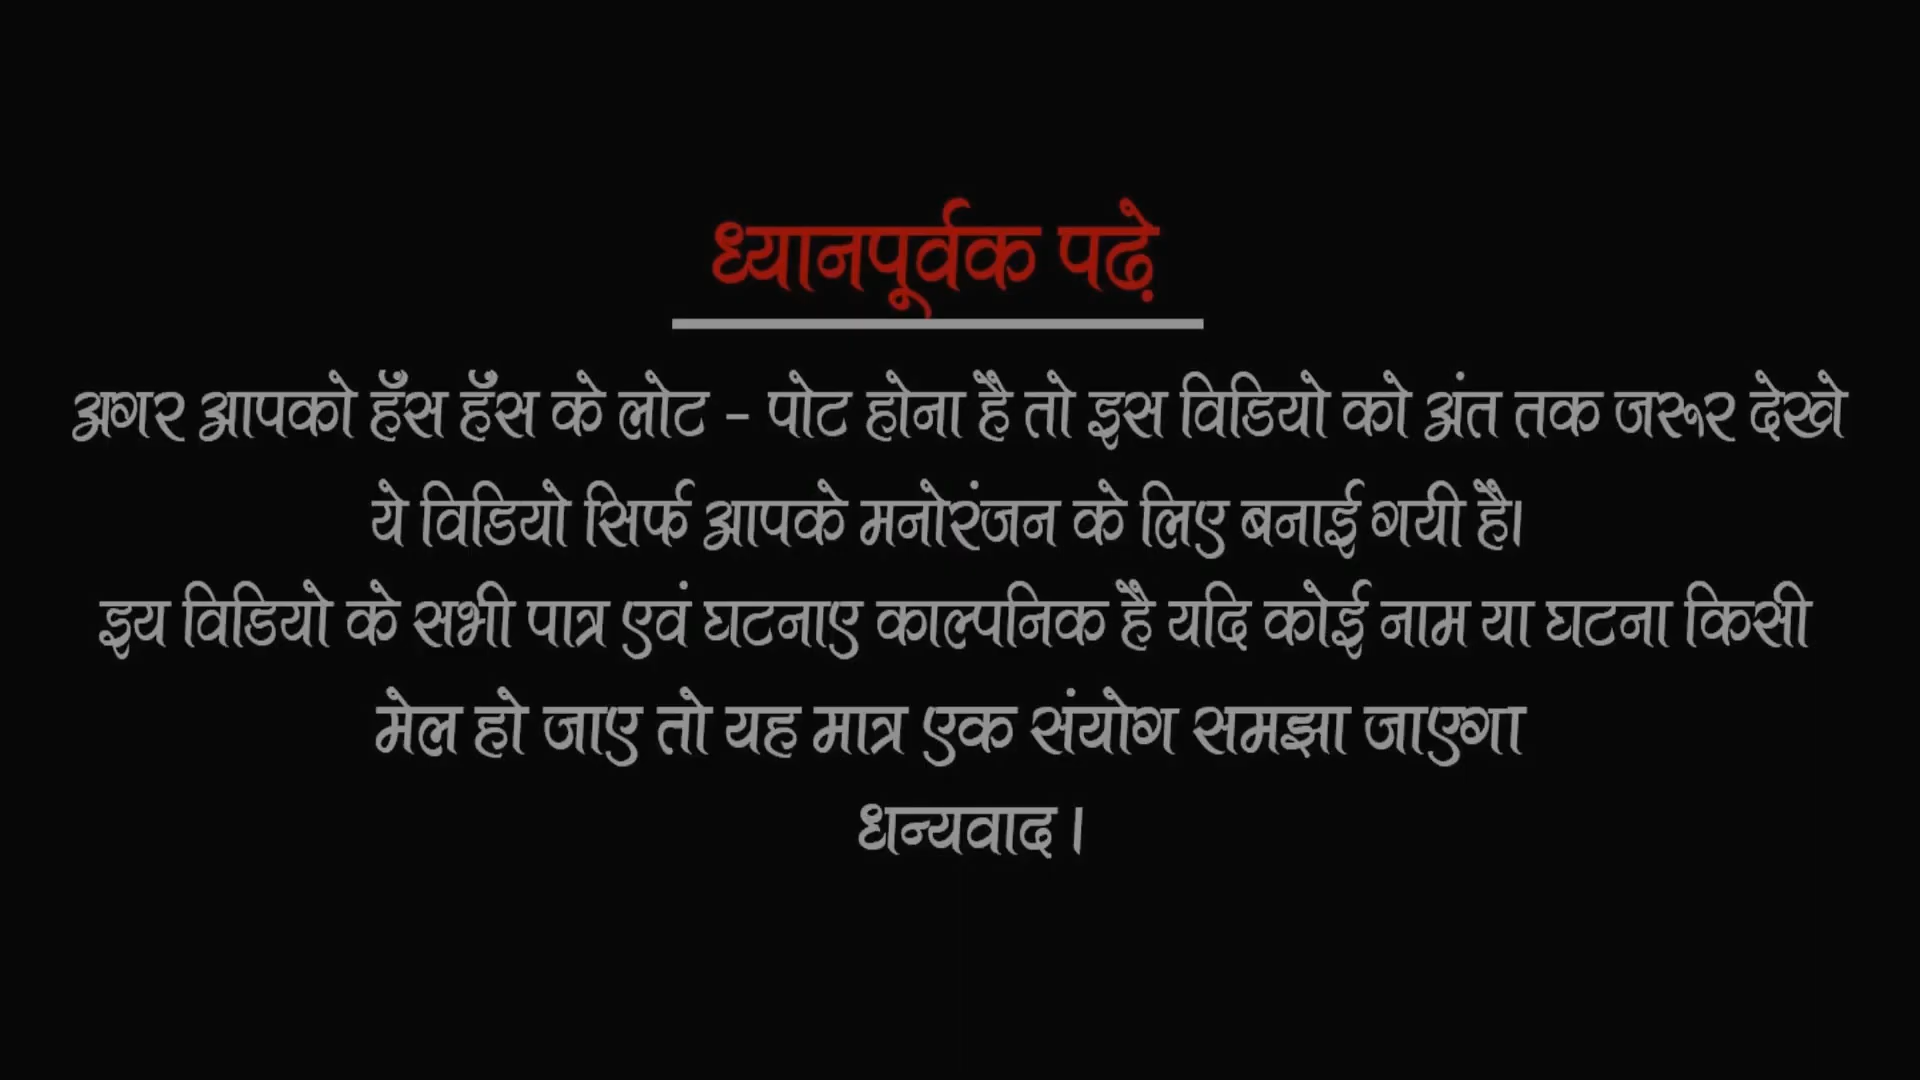 ध्यानपूर्वक पढ़े
अगर आपको हँस हँस के लोट - पोट होना है तो इस विडियो को अंत तक जरूर देखे
ये विडियो सिर्फ आपके मनोरंजन के लिए बनाई गयी है।
इय विडियो के सभी पात्र एवं घटनाए काल्पनिक है यदि कोई नाम या घटना किसी
मेल हो जाए तो यह मात्र एक संयोग समझा जाएगा
धन्यवाद ।